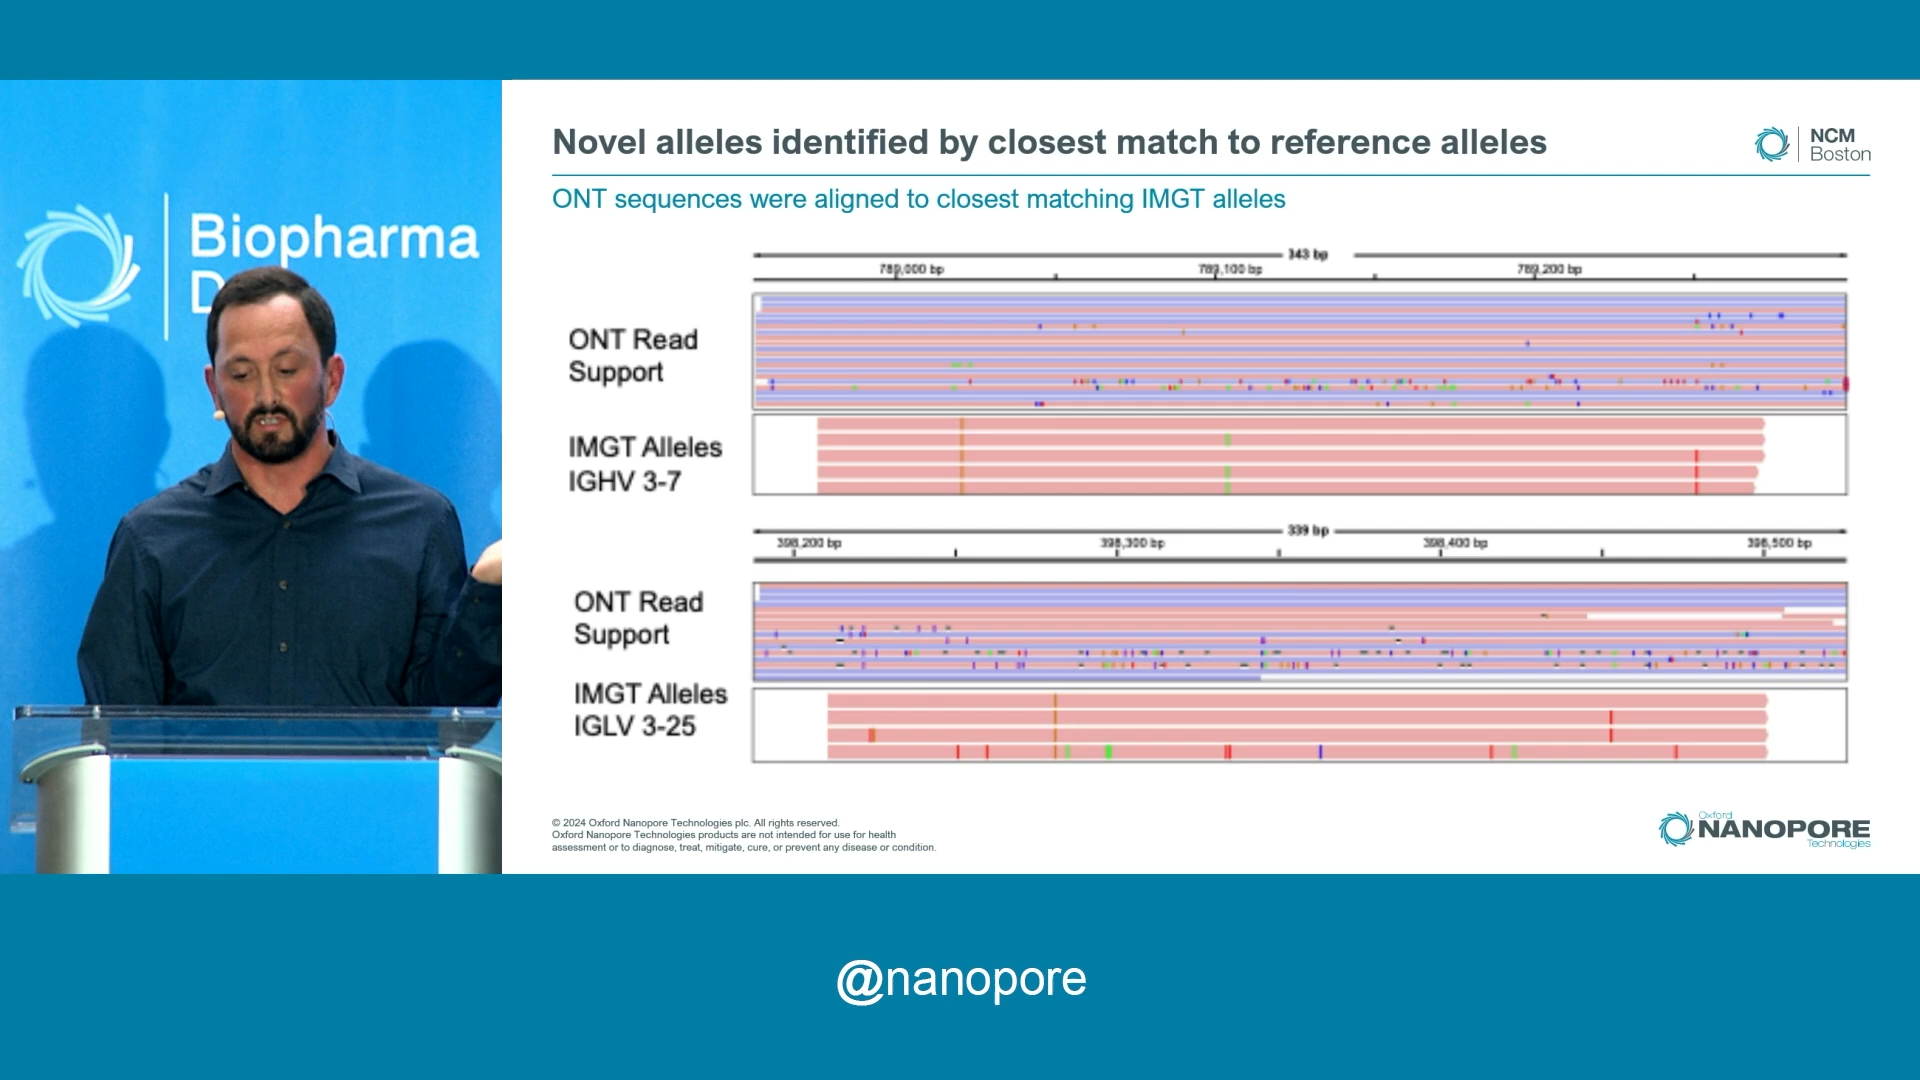 Biopharma
D
Novel alleles identified by closest match to reference alleles
NCM
Boston
ONT sequences were aligned to closest matching IMGT alleles
343 bp
789,000 bp
789,100 bp
789,200 bp
ONT Read
Support
IMGT Alleles
IGHV 3-7
339 bp
398,200 bp
398,300 bp
398,400 bp
398,500 bp
ONT Read
Support
IMGT Alleles
IGLV 3-25
© 2024 Oxford Nanopore Technologies plc. All rights reserved.
Oxford Nanopore Technologies products are not intended for use for health
assessment or to diagnose, treat, mitigate, cure, or prevent any disease or condition.
Oxford
NANOPORE
Technologies
@nanopore